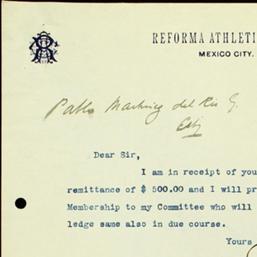 REFORMA ATHLETI
MEXICO CITY.
Pablo Martinez del Rio y.
Dear Sir,
I am in receipt of you
remittance of $ 500.00 and I will pr
Membership to my Committee who will
ledge same also in due course.
Yours